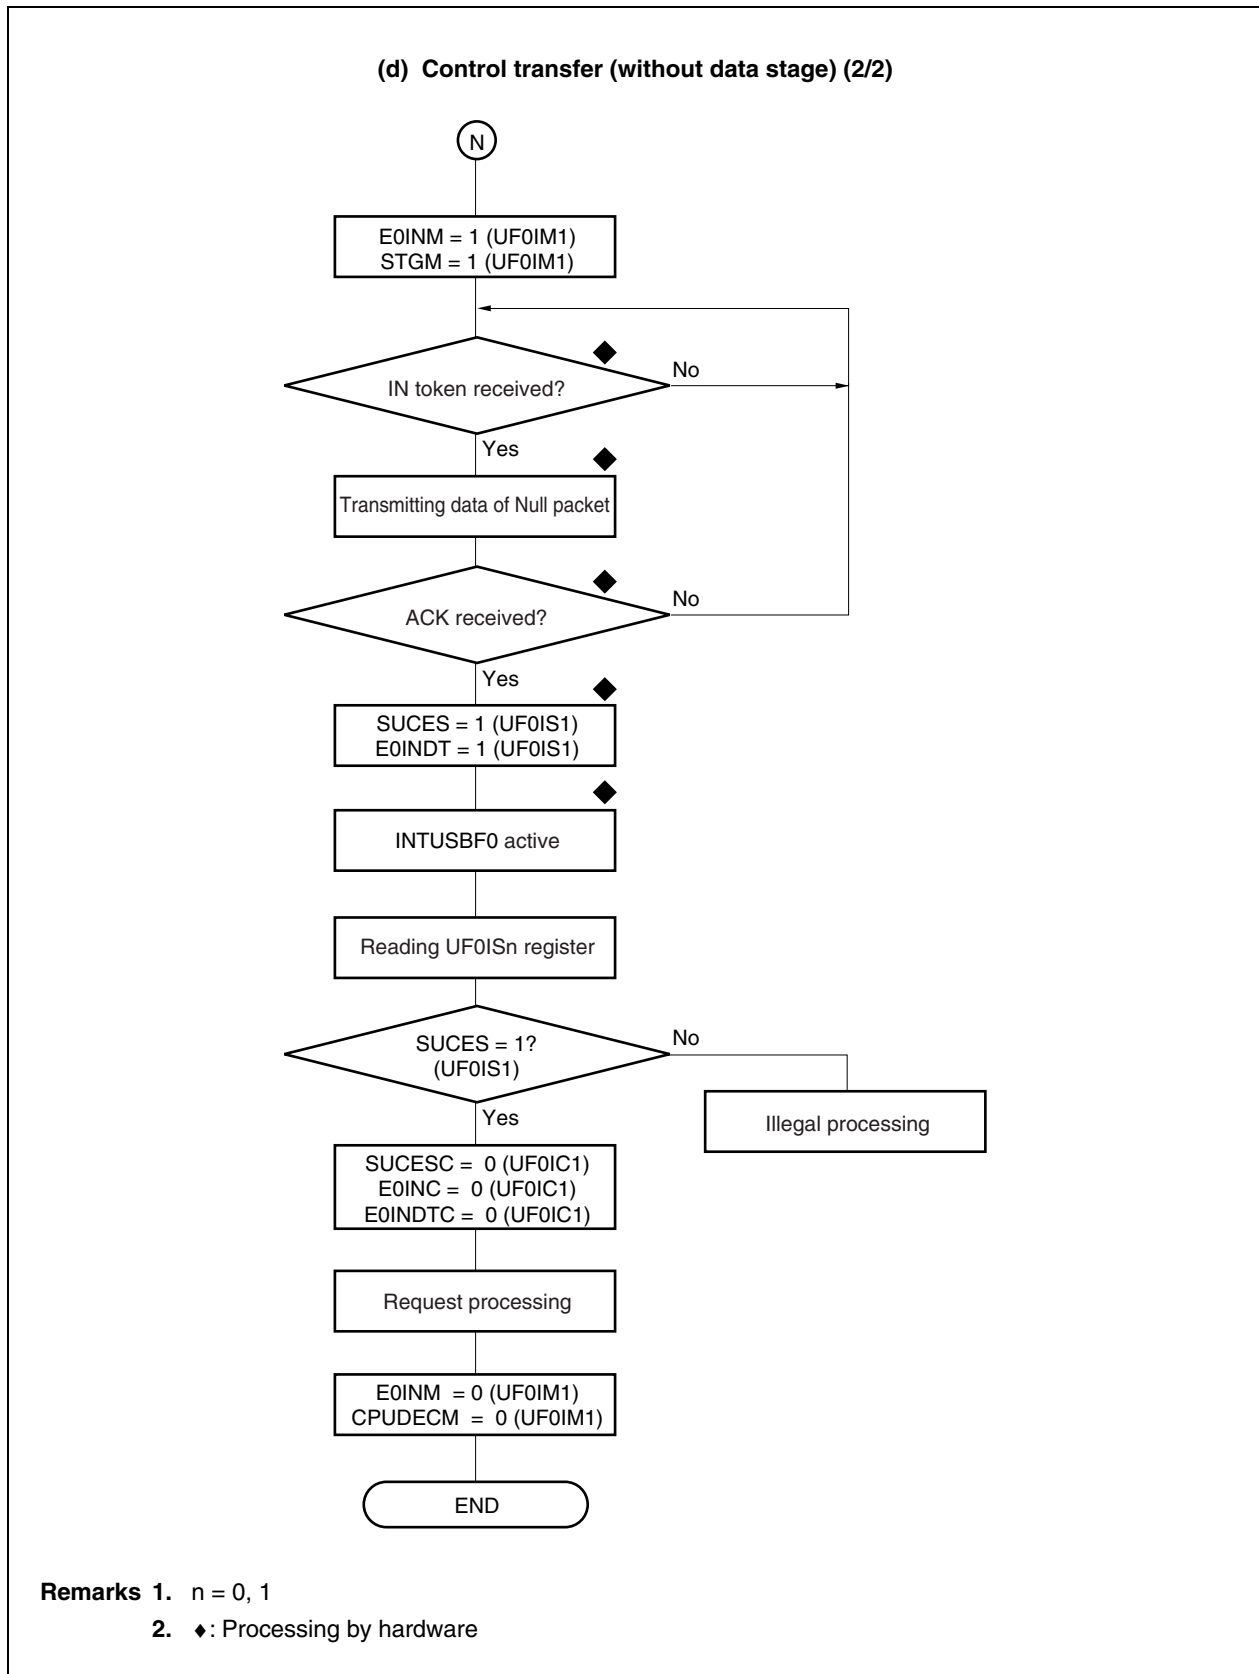 (d) Control transfer (without data stage) (2/2)
N
E0INM = 1 (UF0IM1)
STGM = 1 (UF0IM1)
IN token received?
No
Yes
Transmitting data of Null packet
ACK received?
No
Yes
SUCES = 1 (UF0IS1)
E0INDT = 1 (UF0IS1)
INTUSBF0 active
Reading UF0ISn register
SUCES = 1?
(UF0IS1)
No
Illegal processing
Yes
SUCESC = 0 (UF0IC1)
E0INC = 0 (UF0IC1)
E0INDTC = 0 (UF0IC1)
Request processing
E0INM = 0 (UF0IM1)
CPUDECM = 0 (UF0IM1)
END
Remarks 1. n = 0, 1
2. ♦: Processing by hardware